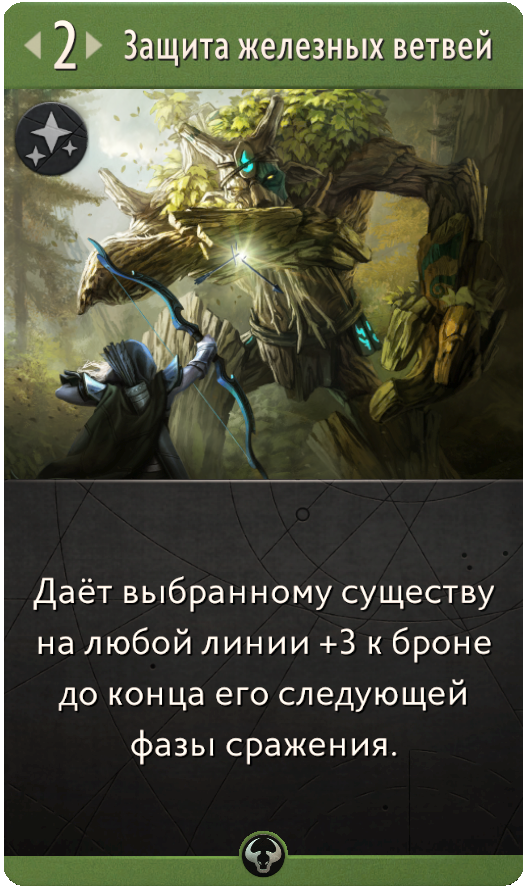 2 Защита железных ветвей
Даёт выбранному существу
на любой линии +3 к броне
до конца его следующей
фазы сражения.